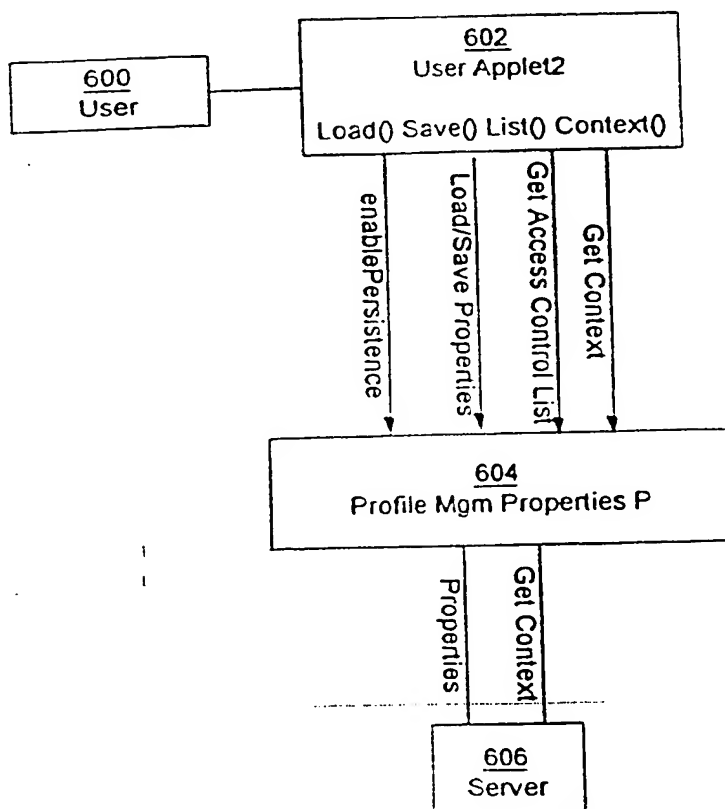 600
User
602
User Applet2
Load() Save() List() Context()
enablePersistence
Load/Save Properties
Get Access Control List
Get Context
604
Profile Mgm Properties P
Properties
Get Context
606
Server